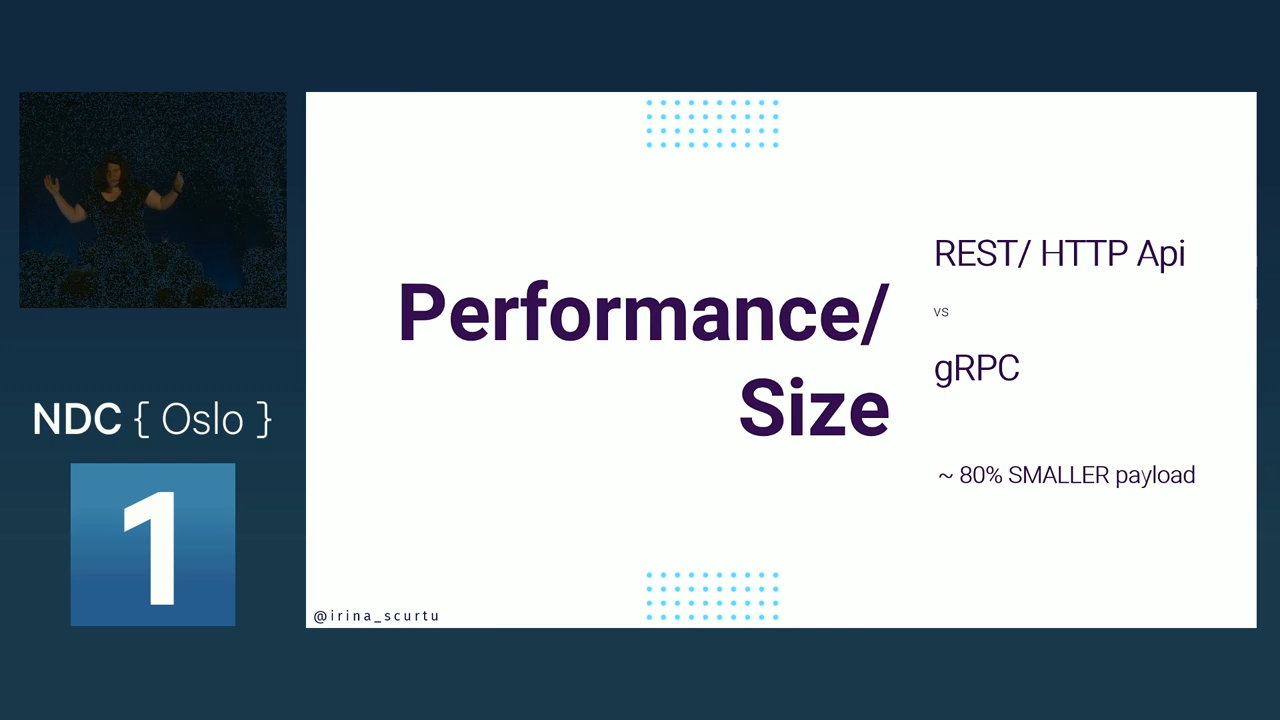 NDC { Oslo }
1
Performance/
Size
REST/ HTTP Api
vs
gRPC
~ 80% SMALLER payload
@irina_scurtu